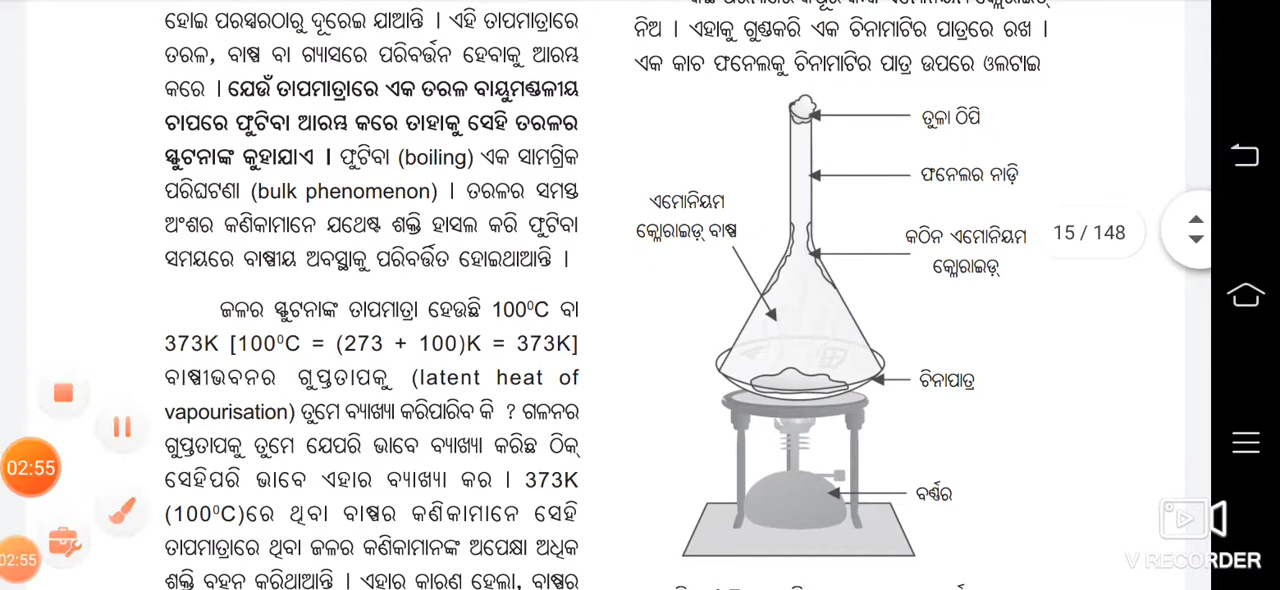 ହୋଇ ପରସ୍ପରଠାରୁ ଦୂରେଇ ଯାଆନ୍ତି । ଏହି ତାପମାତ୍ରାରେ
ତରଳ, ବାଷ୍ପ ବା ଗ୍ୟାସରେ ପରିବର୍ତ୍ତନ ହେବାକୁ ଆରମ୍ଭ
କରେ । ଯେଉଁ ତାପମାତ୍ରାରେ ଏକ ତରଳ ବାୟୁମଣ୍ଡଳୀୟ
ଚାପରେ ଫୁଟିବା ଆରମ୍ଭ କରେ ତାହାକୁ ସେହି ତରଳର
ସ୍ଫୁଟନାଙ୍କ କୁହାଯାଏ । ଫୁଟିବା (boiling) ଏକ ସାମଗ୍ରିକ
ପରିଘଟଣା (bulk phenomenon) । ତରଳର ସମସ୍ତ
ଅଂଶର କଣିକାମାନେ ଯଥେଷ୍ଟ ଶକ୍ତି ହାସଲ କରି ଫୁଟିବା
ସମୟରେ ବାଷ୍ପୀୟ ଅବସ୍ଥାକୁ ପରିବର୍ତ୍ତିତ ହୋଇଥାଆନ୍ତି ।
ଜଳର ସ୍ଫୁଟନାଙ୍କ ତାପମାତ୍ରା ହେଉଛି 100⁰C ବା
373K [100⁰C = (273 + 100)K = 373K]
ବାଷ୍ପୀଭବନର ଗୁପ୍ତତାପକୁ (latent heat of
vapourisation) ତୁମେ ବ୍ୟାଖ୍ୟା କରିପାରିବ କି ? ଗଳନର
ଗୁପ୍ତତାପକୁ ତୁମେ ଯେପରି ଭାବେ ବ୍ୟାଖ୍ୟା କରିଛ ଠିକ୍
ସେହିପରି ଭାବେ ଏହାର ବ୍ୟାଖ୍ୟା କର । 373K
(100⁰C)ରେ ଥିବା ବାଷ୍ପର କଣିକାମାନେ ସେହି
ତାପମାତ୍ରାରେ ଥିବା ଜଳର କଣିକାମାନଙ୍କ ଅପେକ୍ଷା ଅଧିକ
ଶକ୍ତି ବହନ କରିଥାଆନ୍ତି । ଏହାର କାରଣ ହେଲା, ବାଷ୍ପର
ନିଅ । ଏହାକୁ ଗୁଣ୍ଡକରି ଏକ ଚିନାମାଟିର ପାତ୍ରରେ ରଖ ।
ଏକ କାଚ ଫନେଲକୁ ଚିନାମାଟିର ପାତ୍ର ଉପରେ ଓଲଟାଇ
ତୁଳା ଠିପି
ଫନେଲର ନାଡ଼ି
ଏମୋନିୟମ
କ୍ଲୋରାଇଡ୍ ବାଷ୍ପ
କଠିନ ଏମୋନିୟମ
କ୍ଲୋରାଇଡ୍
ଚିନାପାତ୍ର
ବର୍ଣ୍ଣର
15 / 148
02:55
02:55
V RECORDER